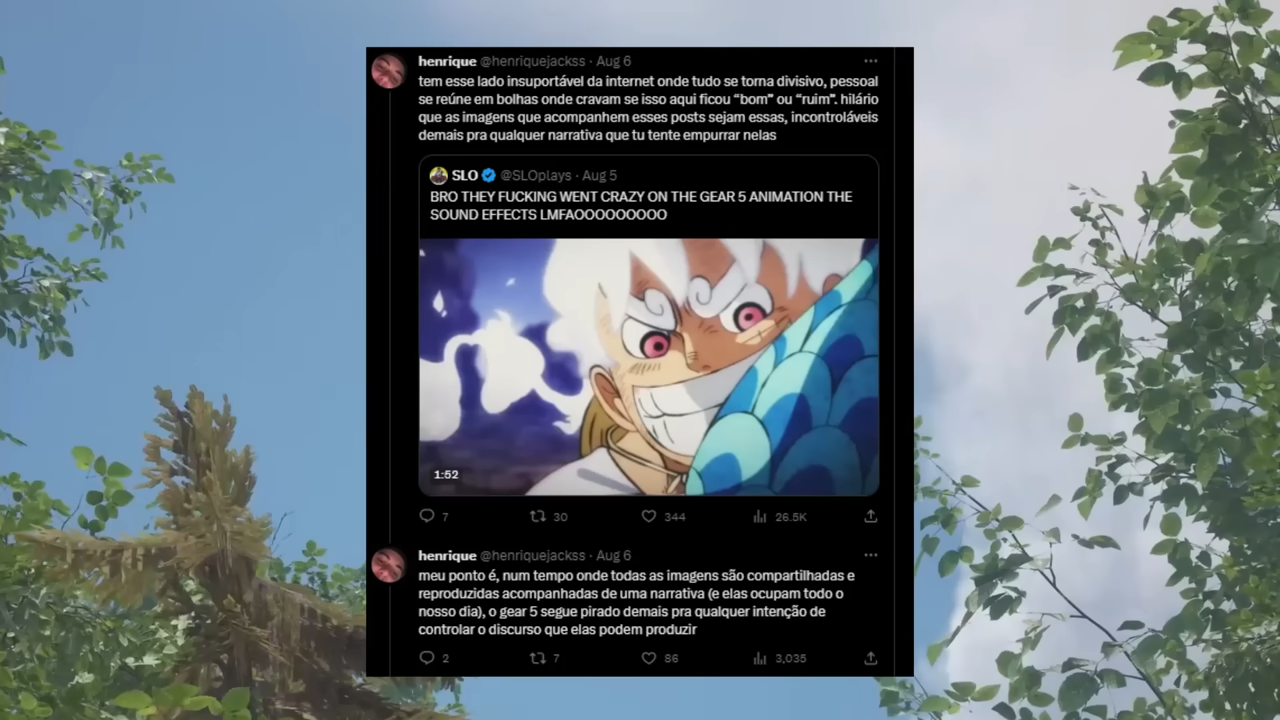 henrique @henriquejackss · Aug 6
tem esse lado insuportável da internet onde tudo se torna divisivo, pessoal
se reúne em bolhas onde cravam se isso aqui ficou “bom” ou “ruim”. hilário
que as imagens que acompanhem esses posts sejam essas, incontroláveis
demais pra qualquer narrativa que tu tente empurrar nelas
SLO @SLOplays · Aug 5
BRO THEY FUCKING WENT CRAZY ON THE GEAR 5 ANIMATION THE
SOUND EFFECTS LMFAOOOOOOOOO
1:52
7 30 344 26.5K
henrique @henriquejackss · Aug 6
meu ponto é, num tempo onde todas as imagens são compartilhadas e
reproduzidas acompanhadas de uma narrativa (e elas ocupam todo o
nosso dia), o gear 5 segue pirado demais pra qualquer intenção de
controlar o discurso que elas podem produzir
2 7 86 3,035